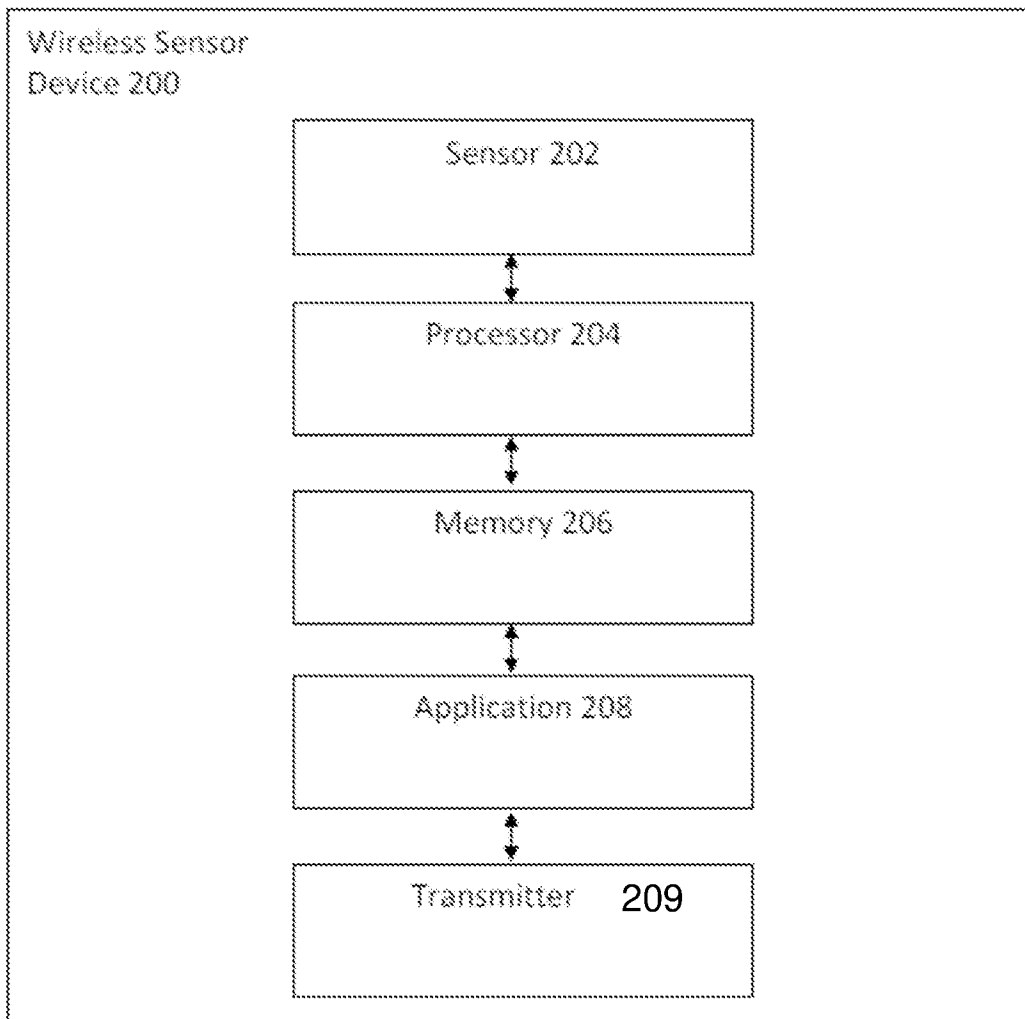 Wireless Sensor
Device 200
Sensor 202
Processor 204
Memory 206
Application 208
Transmitter 209